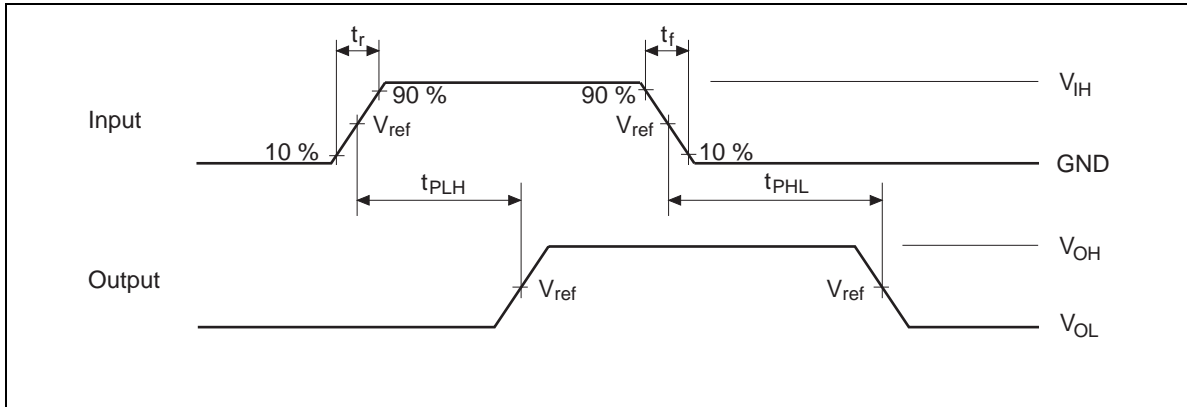 tr
tf
90 %
90 %
VIH
Input
Vref
Vref
10 %
10 %
GND
tPLH
tPHL
VOH
Output
Vref
Vref
VOL